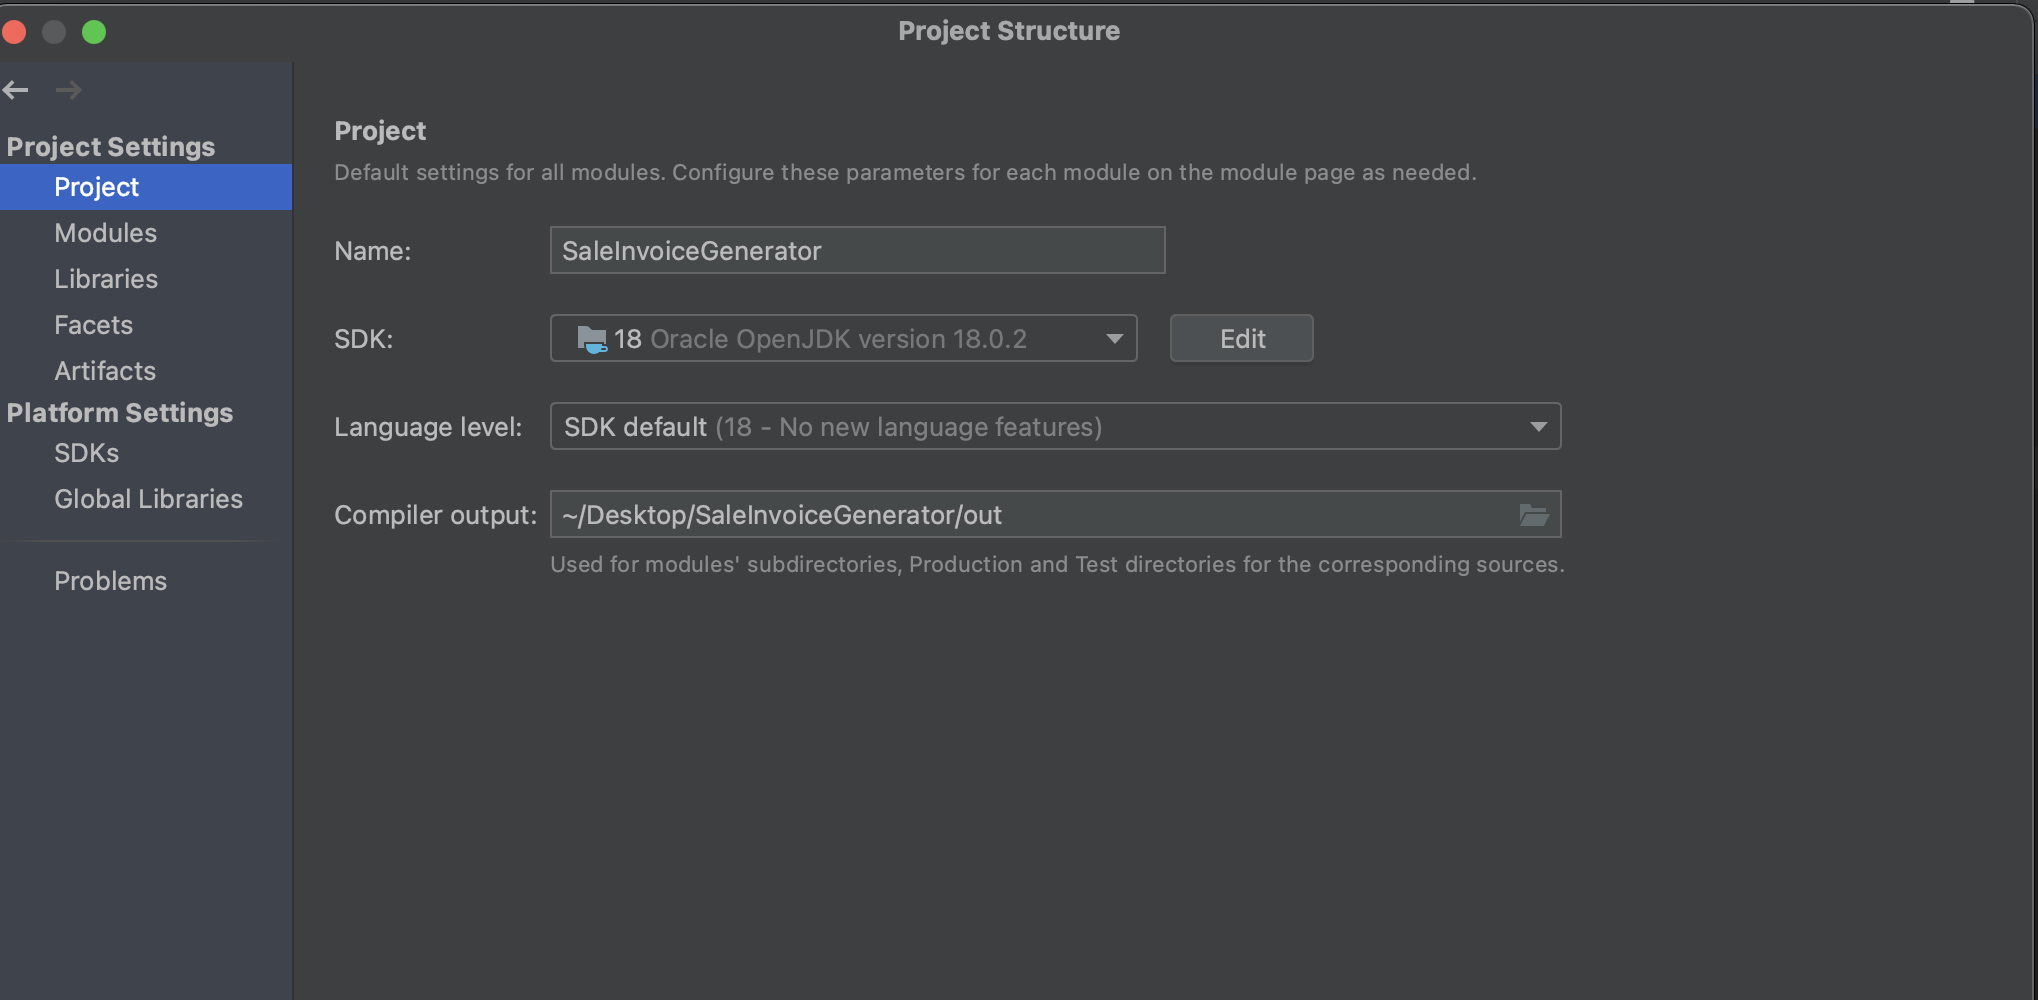 Project Structure
Project Settings
Project
Modules
Libraries
Facets
Artifacts
Platform Settings
SDKs
Global Libraries
Problems
Project
Default settings for all modules. Configure these parameters for each module on the module page as needed.
Name: SaleInvoiceGenerator
SDK: 18 Oracle OpenJDK version 18.0.2 Edit
Language level: SDK default (18 - No new language features)
Compiler output: ~/Desktop/SaleInvoiceGenerator/out
Used for modules' subdirectories, Production and Test directories for the corresponding sources.